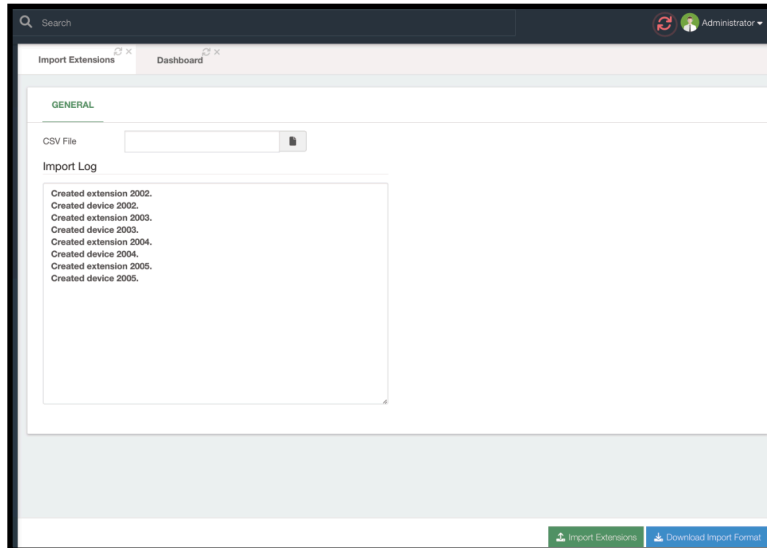 Search
Administrator
Import Extensions
Dashboard
GENERAL
CSV File
Import Log
Created extension 2002.
Created device 2002.
Created extension 2003.
Created device 2003.
Created extension 2004.
Created device 2004.
Created extension 2005.
Created device 2005.
Import Extensions
Download Import Format